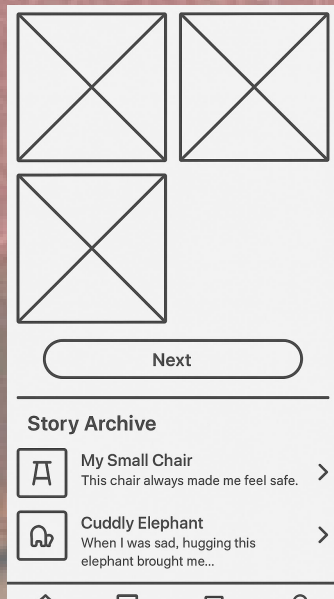 Next
Story Archive
My Small Chair
This chair always made me feel safe.
Cuddly Elephant
When I was sad, hugging this
elephant brought me...